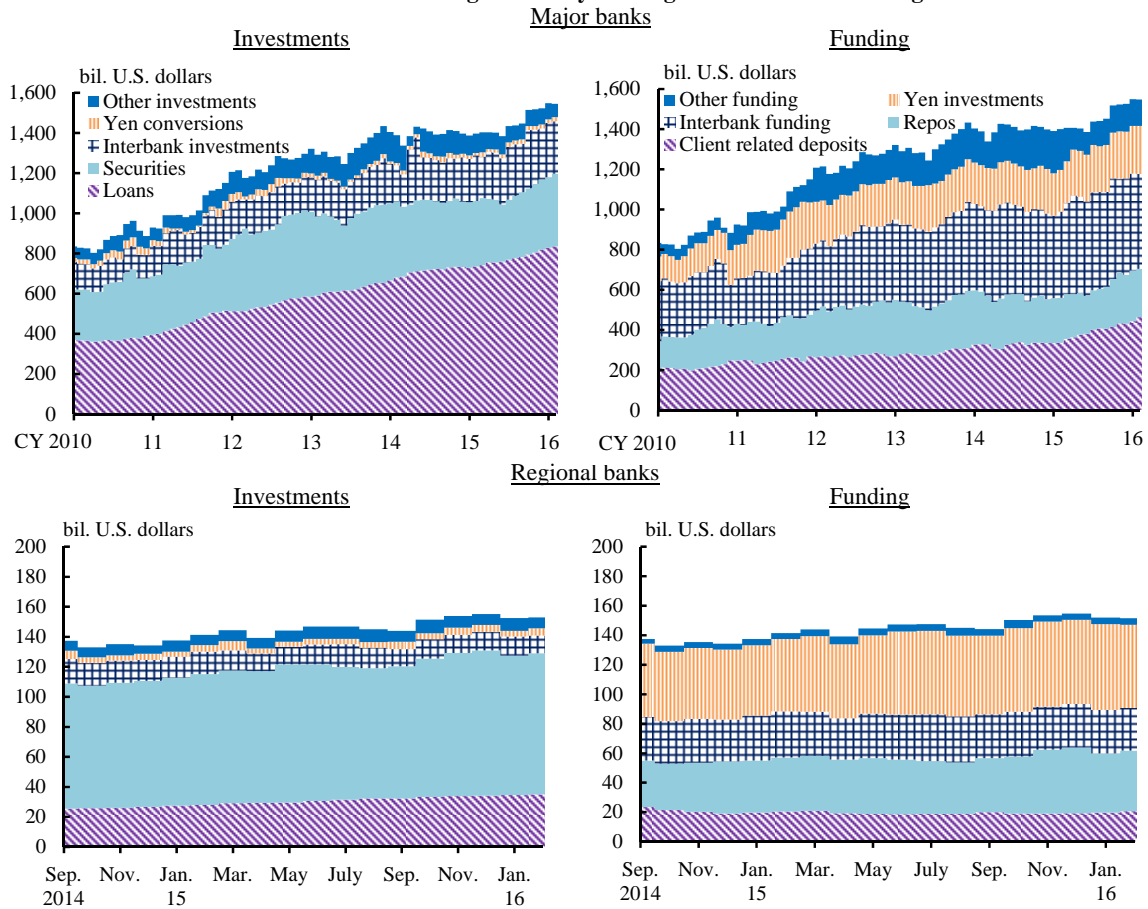 Major banks
Investments
bil. U.S. dollars
1,600
1,400
1,200
1,000
800
600
400
200
0
Other investments
Yen conversions
Interbank investments
Securities
Loans
CY 2010 11 12 13 14 15 16
Funding
bil. U.S. dollars
1,600
1,400
1,200
1,000
800
600
400
200
0
Other funding Yen investments
Interbank funding Repos
Client related deposits
CY 2010 11 12 13 14 15 16
Regional banks
Investments
bil. U.S. dollars
200
180
160
140
120
100
80
60
40
20
0
Sep. Nov. Jan. Mar. May July Sep. Nov. Jan.
2014 15 16
Funding
bil. U.S. dollars
200
180
160
140
120
100
80
60
40
20
0
Sep. Nov. Jan. Mar. May July Sep. Nov. Jan.
2014 15 16